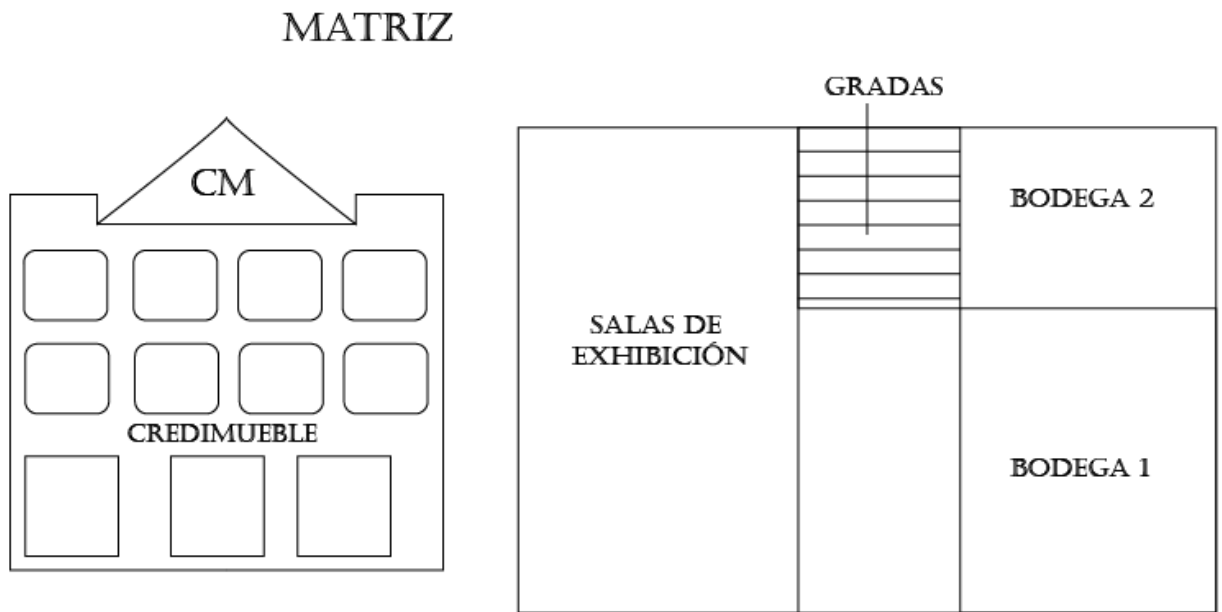 MATRIZ
CM
CREDIMUEBLE
GRADAS
BODEGA 2
SALAS DE
EXHIBICIÓN
BODEGA 1